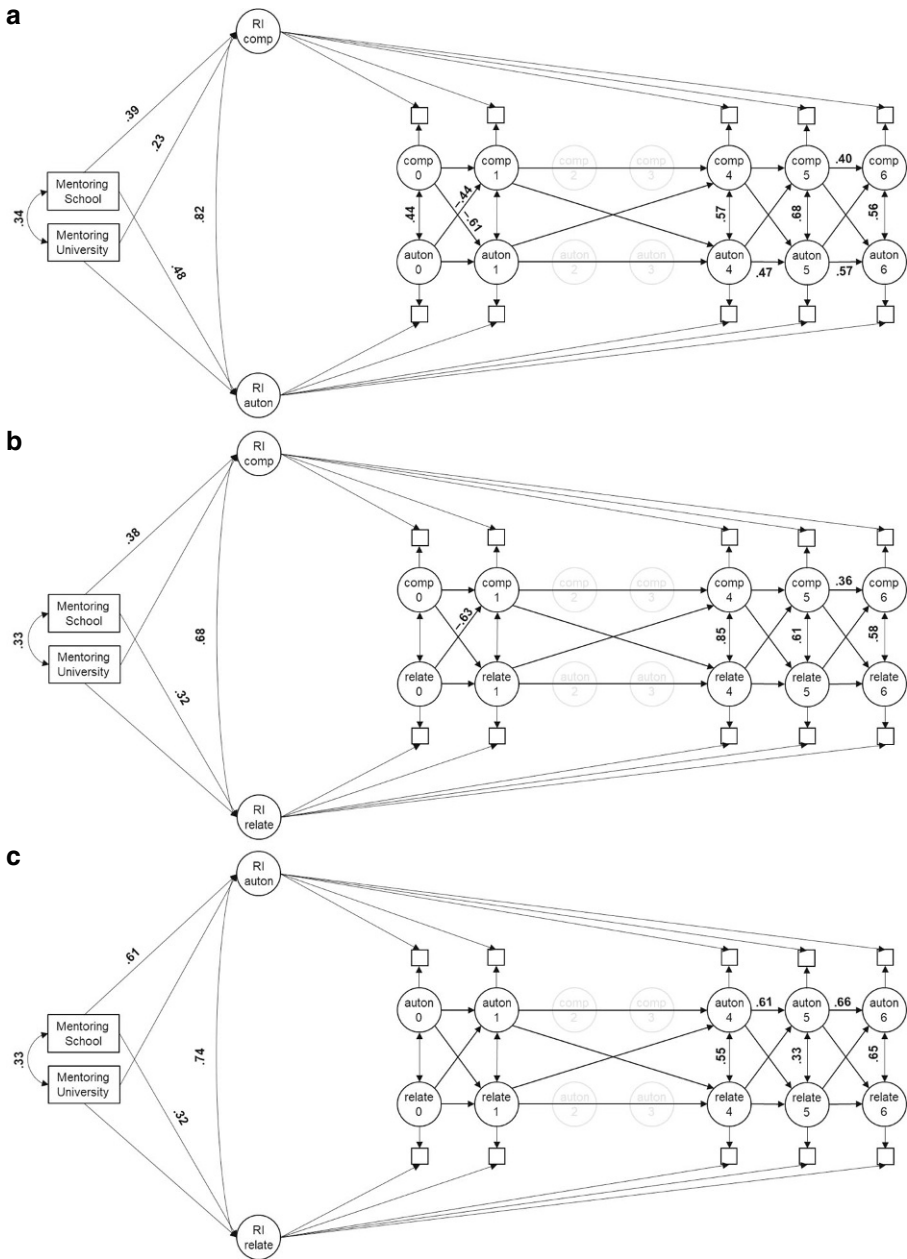 a
RI
comp
.39
.23
Mentoring
School
.34
Mentoring
University
.82
.48
comp
0
comp
1
comp
2
comp
3
comp
4
comp
5
.40
comp
6
.44
–.44
–.61
.57
.68
.56
auton
0
auton
1
auton
2
auton
3
auton
4
.47
auton
5
.57
auton
6
RI
auton
b
RI
comp
.38
Mentoring
School
.33
Mentoring
University
.68
.32
comp
0
comp
1
comp
2
comp
3
comp
4
comp
5
.36
comp
6
–.63
.85
.61
.58
relate
0
relate
1
auton
2
auton
3
relate
4
relate
5
relate
6
RI
relate
c
RI
auton
.61
Mentoring
School
.33
Mentoring
University
.74
.32
auton
0
auton
1
comp
2
comp
3
auton
4
.61
auton
5
.66
auton
6
.55
.33
.65
relate
0
relate
1
auton
2
auton
3
relate
4
relate
5
relate
6
RI
relate